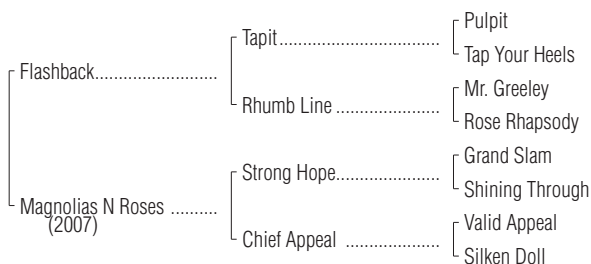 Pulpit
Tapit..................................
Tap Your Heels
Flashback..........................
Mr. Greeley
Rhumb Line ......................
Rose Rhapsody
Grand Slam
Strong Hope......................
Shining Through
Magnolias N Roses ..........
(2007)
Valid Appeal
Chief Appeal ....................
Silken Doll